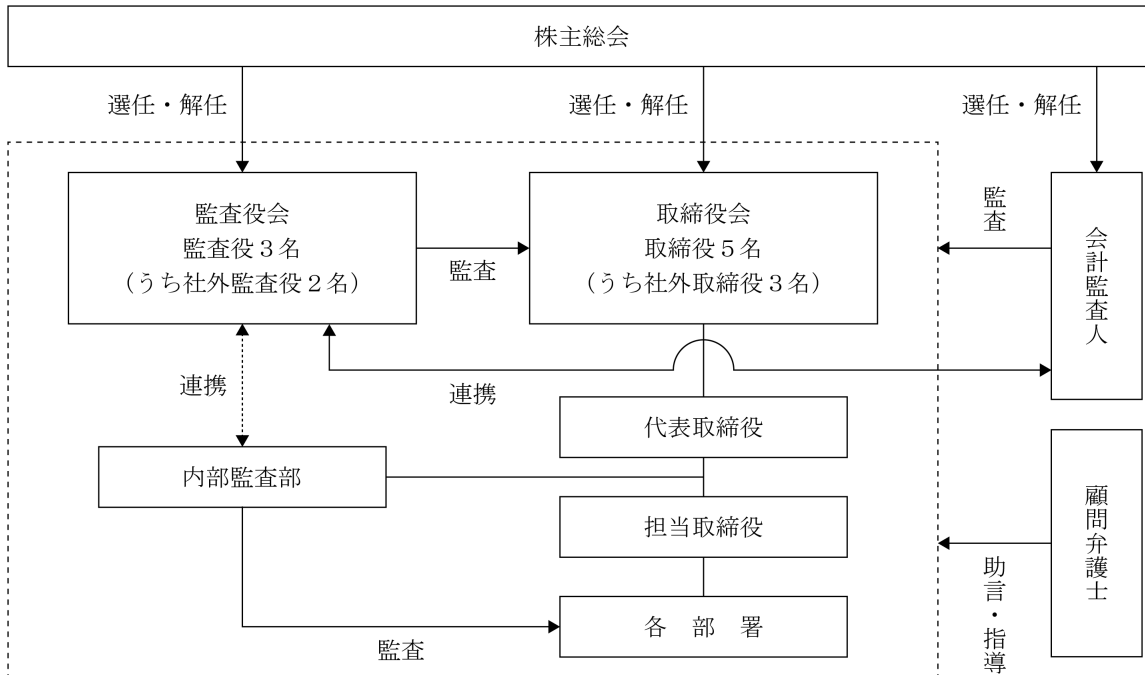 株主総会
選任・解任
選任・解任
選任・解任
監査役会
監査役３名
（うち社外監査役２名）
監査
取締役会
取締役５名
（うち社外取締役３名）
監査
会計監査人
連携
連携
代表取締役
内部監査部
担当取締役
顧問弁護士
助言・指導
各　部　署
監査